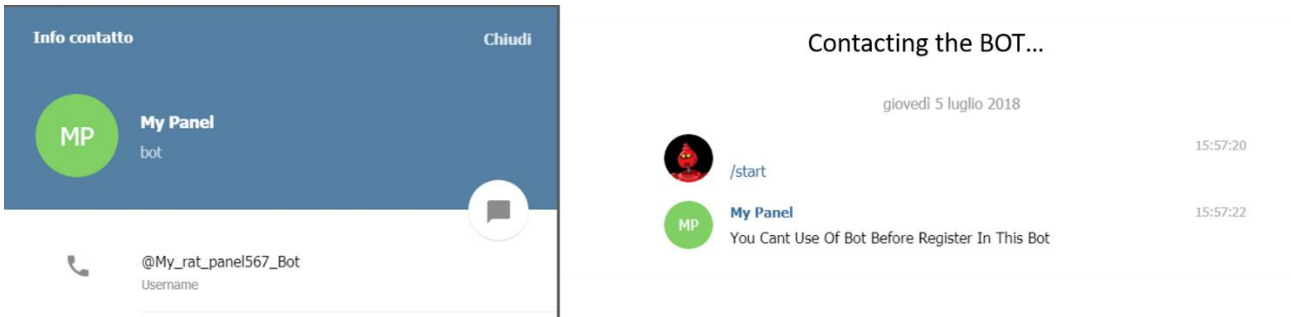 Info contatto
Chiudi
MP
My Panel
bot
@My_rat_panel567_Bot
Username
Contacting the BOT...
giovedì 5 luglio 2018
15:57:20
/start
MP
My Panel
15:57:22
You Cant Use Of Bot Before Register In This Bot